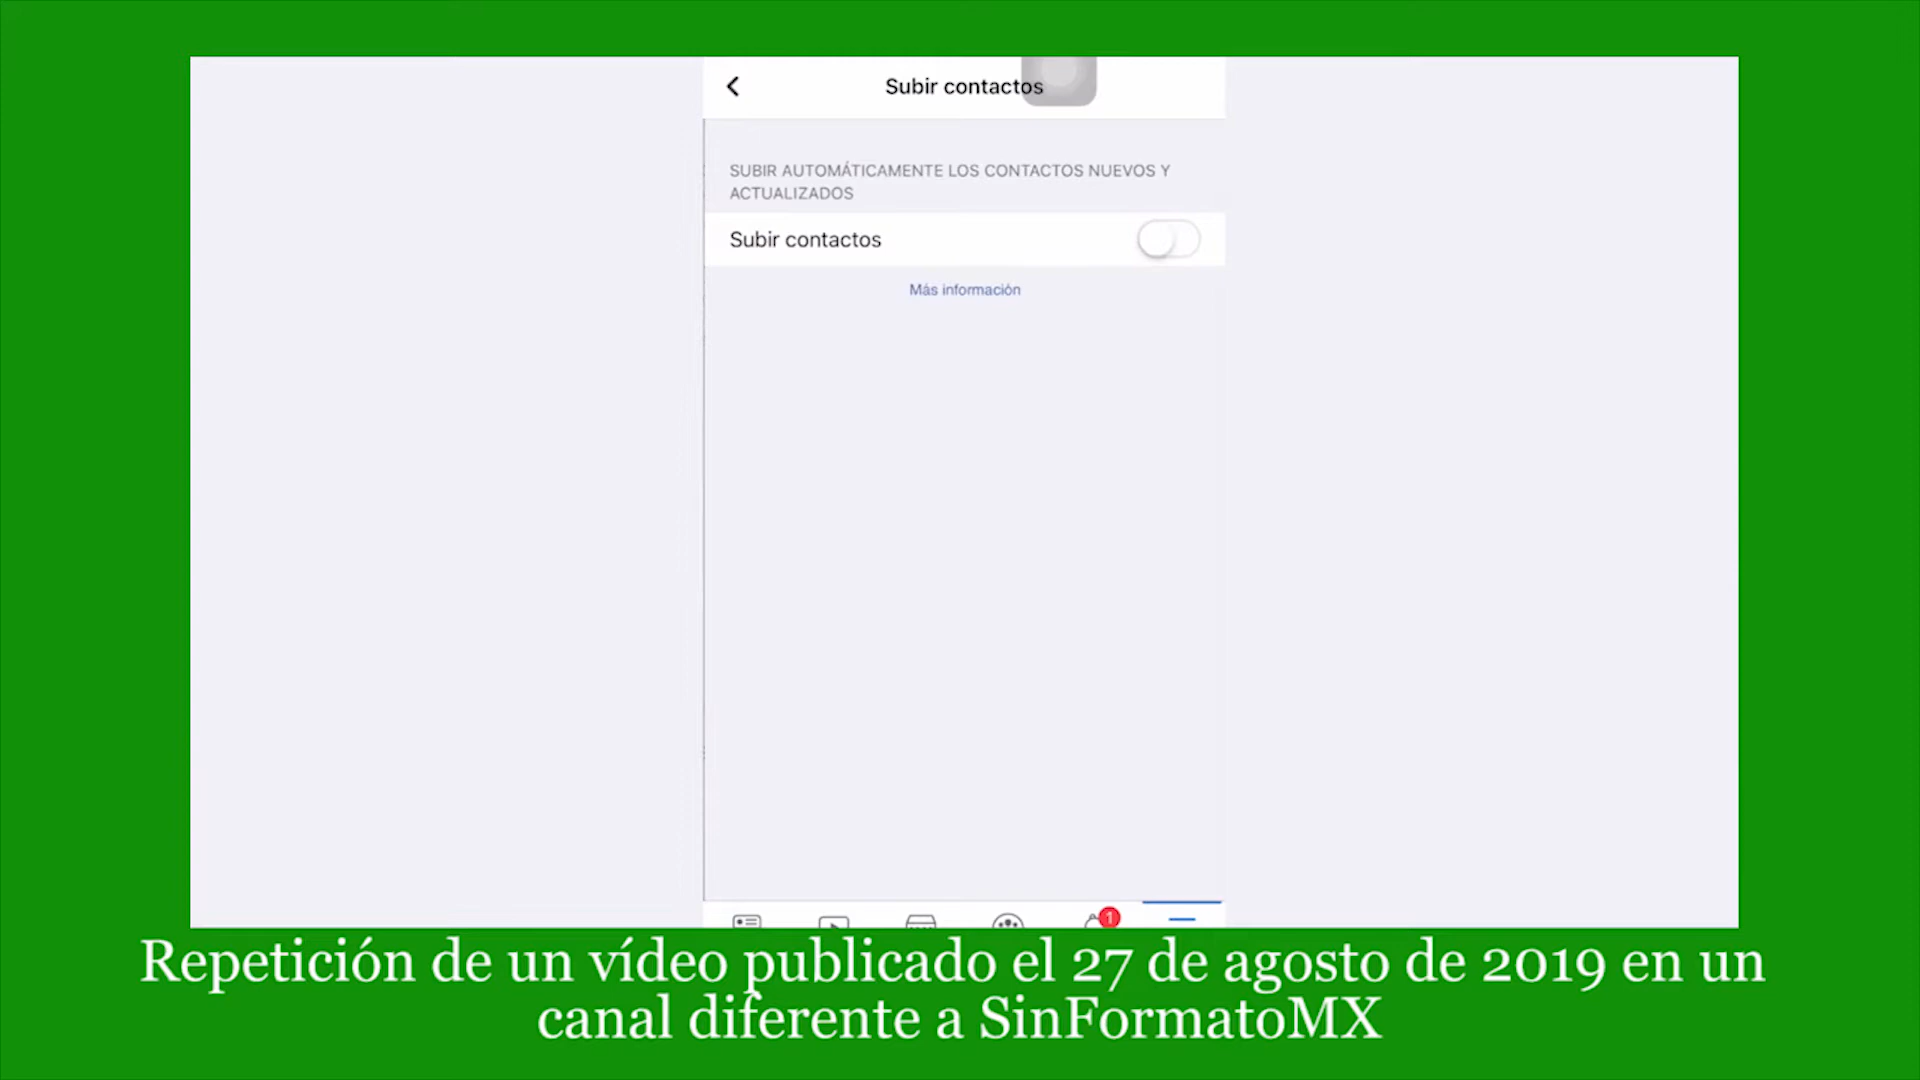 Subir contactos
SUBIR AUTOMÁTICAMENTE LOS CONTACTOS NUEVOS Y
ACTUALIZADOS
Subir contactos
Más información
1
Repetición de un vídeo publicado el 27 de agosto de 2019 en un
canal diferente a SinFormatoMX